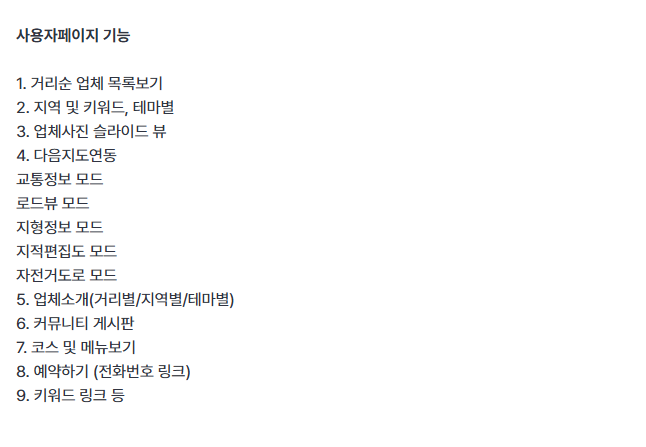 사용자페이지 기능
1. 거리순 업체 목록보기
2. 지역 및 키워드, 테마별
3. 업체사진 슬라이드 뷰
4. 다음지도연동
교통정보 모드
로드뷰 모드
지형정보 모드
지적편집도 모드
자전거도로 모드
5. 업체소개(거리별/지역별/테마별)
6. 커뮤니티 게시판
7. 코스 및 메뉴보기
8. 예약하기 (전화번호 링크)
9. 키워드 링크 등